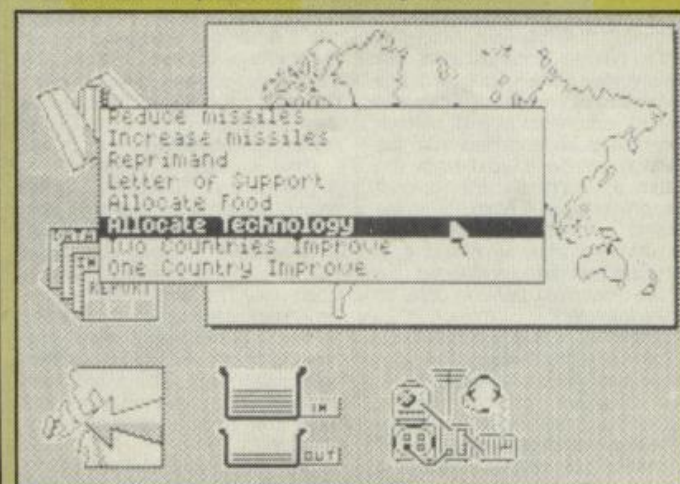 Reduce missiles
Increase missiles
Reprimand
Letter of Support
Allocate Food
Allocate Technology
Two Countries Improve
One Country Improve
REPORT
IN
OUT